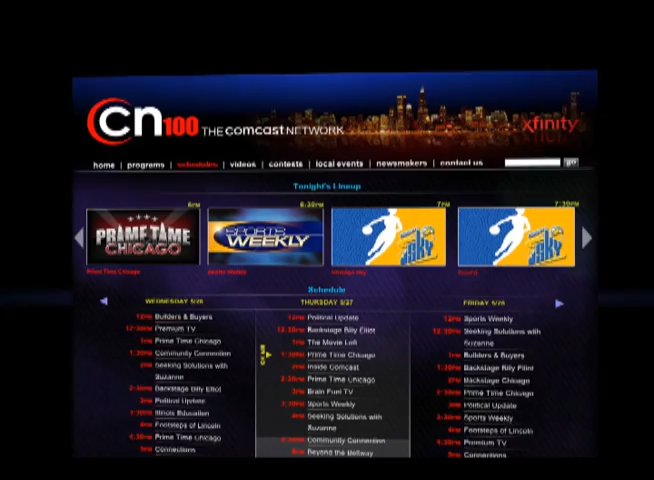 cn100 THE comcast NETWORK
xfinity
home | programs | schedules | videos | contests | local events | newsmakers | contact us
go
Tonight's Lineup
6PM 6:30PM 7PM 7:30PM
PRAME TAME CHICAGO
SPORTS WEEKLY
Prime Time Chicago
Sports Weekly
Schedule
WEDNESDAY 5/26
12PM Builders & Buyers
12:30PM Premium TV
1PM Prime Time Chicago
1:30PM Community Connection
2PM Seeking Solutions with
Suzanne
2:30PM Backstage Billy Elliot
3PM Political Update
3:30PM Illinois Education
4PM Footsteps of Lincoln
4:30PM Prime Time Chicago
5PM Connections
THURSDAY 5/27
12PM Political Update
12:30PM Backstage Billy Elliot
1PM The Movie Loft
1:30PM Prime Time Chicago
2PM Inside Comcast
2:30PM Prime Time Chicago
3PM Brain Fuel TV
3:30PM Sports Weekly
4PM Seeking Solutions with
Suzanne
4:30PM Community Connection
5PM Beyond the Beltway
FRIDAY 5/28
12PM Sports Weekly
12:30PM Seeking Solutions with
Suzanne
1PM Builders & Buyers
1:30PM Backstage Billy Elliot
2PM Backstage Chicago
2:30PM Prime Time Chicago
3PM Political Update
3:30PM Sports Weekly
4PM Footsteps of Lincoln
4:30PM Premium TV
5PM Connections